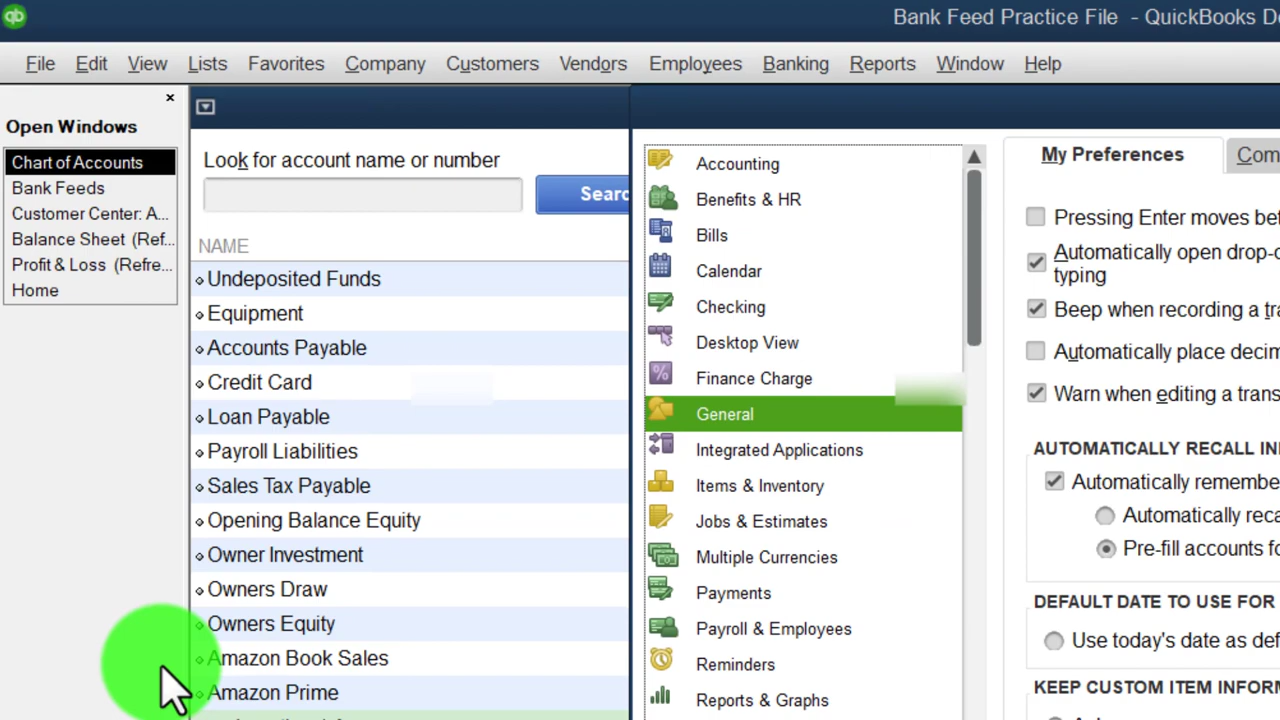 qb
Bank Feed Practice File - QuickBooks De
File Edit View Lists Favorites Company Customers Vendors Employees Banking Reports Window Help
Open Windows
Chart of Accounts
Bank Feeds
Customer Center: A...
Balance Sheet (Ref...
Profit & Loss (Refre...
Home
Look for account name or number
Searc
NAME
Undeposited Funds
Equipment
Accounts Payable
Credit Card
Loan Payable
Payroll Liabilities
Sales Tax Payable
Opening Balance Equity
Owner Investment
Owners Draw
Owners Equity
Amazon Book Sales
Amazon Prime
Accounting
Benefits & HR
Bills
Calendar
Checking
Desktop View
Finance Charge
General
Integrated Applications
Items & Inventory
Jobs & Estimates
Multiple Currencies
Payments
Payroll & Employees
Reminders
Reports & Graphs
My Preferences
Com
Pressing Enter moves bet
Automatically open drop-d
typing
Beep when recording a tra
Automatically place decim
Warn when editing a trans
AUTOMATICALLY RECALL IN
Automatically remembe
Automatically reca
Pre-fill accounts fo
DEFAULT DATE TO USE FOR
Use today's date as def
KEEP CUSTOM ITEM INFORM